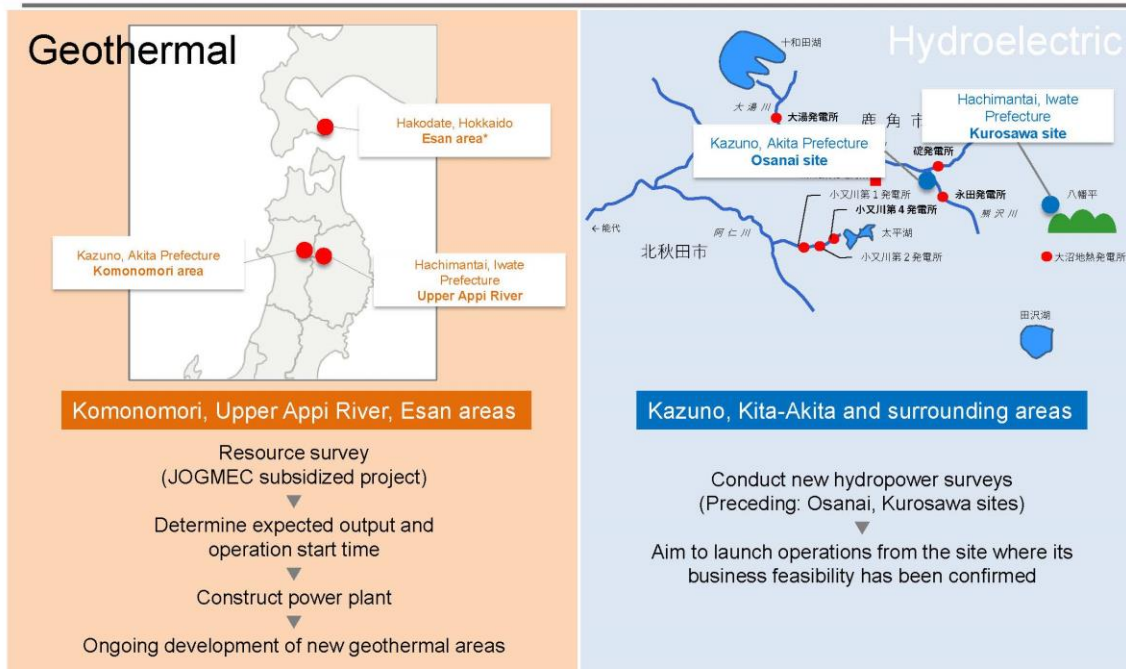 Geothermal
Hakodate, Hokkaido
Esan area*
Kazuno, Akita Prefecture
Komonomori area
Hachimantai, Iwate
Prefecture
Upper Appi River
Komonomori, Upper Appi River, Esan areas
Resource survey
(JOGMEC subsidized project)
Determine expected output and
operation start time
Construct power plant
Ongoing development of new geothermal areas
Hydroelectric
十和田湖
大湯川
大湯発電所
鹿角市
Hachimantai, Iwate
Prefecture
Kurosawa site
Kazuno, Akita Prefecture
Osanai site
碇発電所
永田発電所
熊沢川
八幡平
小又川第1発電所
小又川第4発電所
←能代
阿仁川
太平湖
北秋田市
小又川第2発電所
大沼地熱発電所
田沢湖
Kazuno, Kita-Akita and surrounding areas
Conduct new hydropower surveys
(Preceding: Osanai, Kurosawa sites)
Aim to launch operations from the site where its
business feasibility has been confirmed